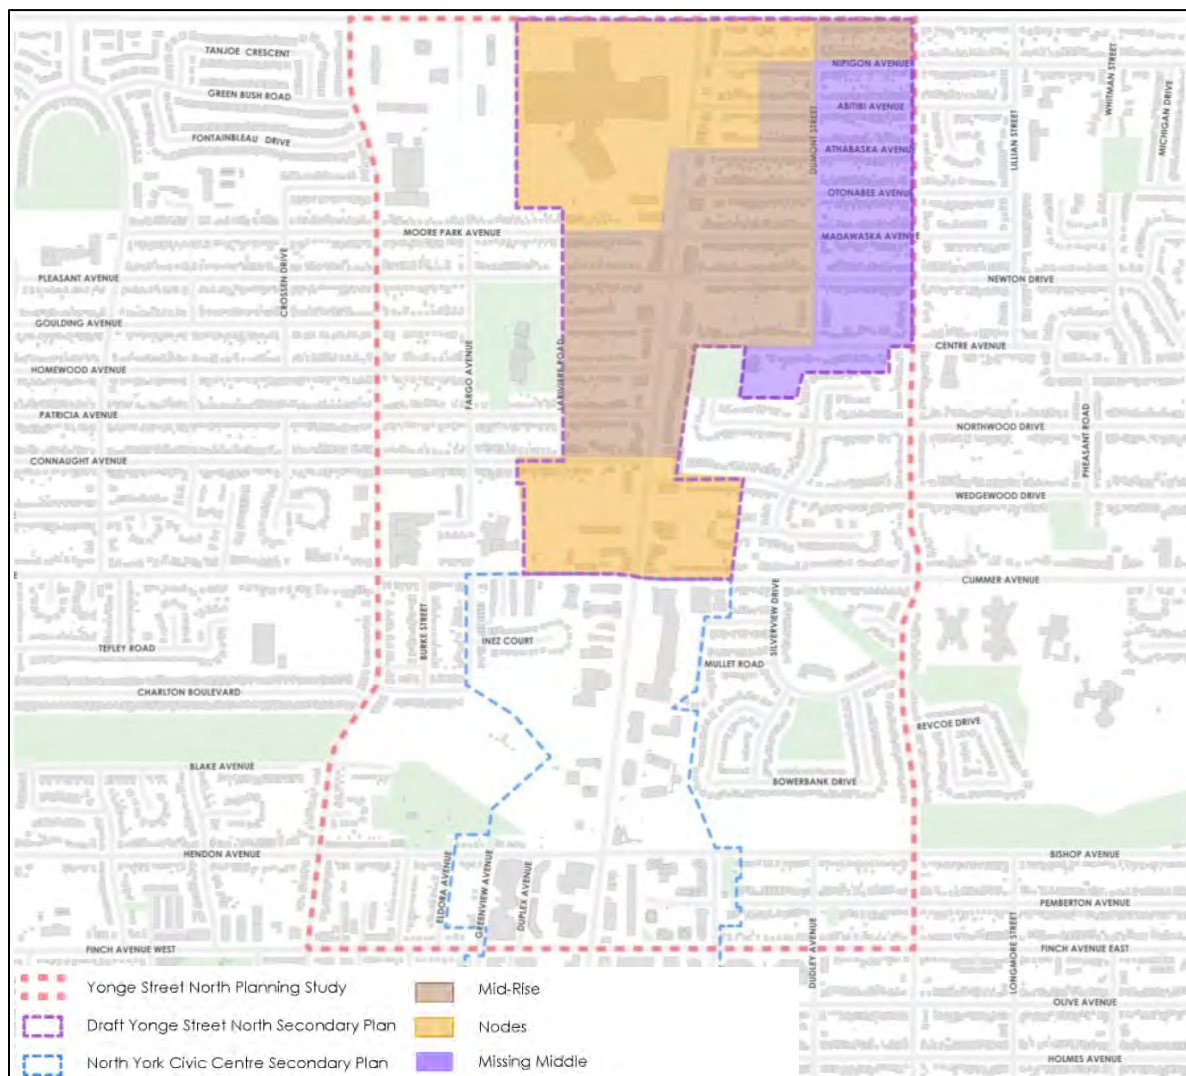 TANJOE CRESCENT
GREEN BUSH ROAD
FONTAINBLEAU DRIVE
NIPIGON AVENUE
ABITIBI AVENUE
ATHABASKA AVENUE
OTONABEE AVENUE
MADAWASKA AVENUE
DUMONT STREET
LILLIAN STREET
WHITMAN STREET
MICHIGAN DRIVE
MOORE PARK AVENUE
CROSSEN DRIVE
PLEASANT AVENUE
NEWTON DRIVE
GOULDING AVENUE
CENTRE AVENUE
HOMEWOOD AVENUE
FARGO AVENUE
LARIVIERE ROAD
PATRICIA AVENUE
NORTHWOOD DRIVE
PHEASANT ROAD
CONNAUGHT AVENUE
WEDGEWOOD DRIVE
E
CUMMER AVENUE
BURKE STREET
INEZ COURT
SILVERVIEW DRIVE
TEFLEY ROAD
MULLET ROAD
CHARLTON BOULEVARD
REVCOE DRIVE
BLAKE AVENUE
BOWERBANK DRIVE
HENDON AVENUE
BISHOP AVENUE
ELDORA AVENUE
GREENVIEW AVENUE
DUPLEX AVENUE
PEMBERTON AVENUE
FINCH AVENUE WEST
DUDLEY AVENUE
LONGMORE STREET
FINCH AVENUE EAST
OLIVE AVENUE
HOLMES AVENUE
Yonge Street North Planning Study
Draft Yonge Street North Secondary Plan
North York Civic Centre Secondary Plan
Mid-Rise
Nodes
Missing Middle